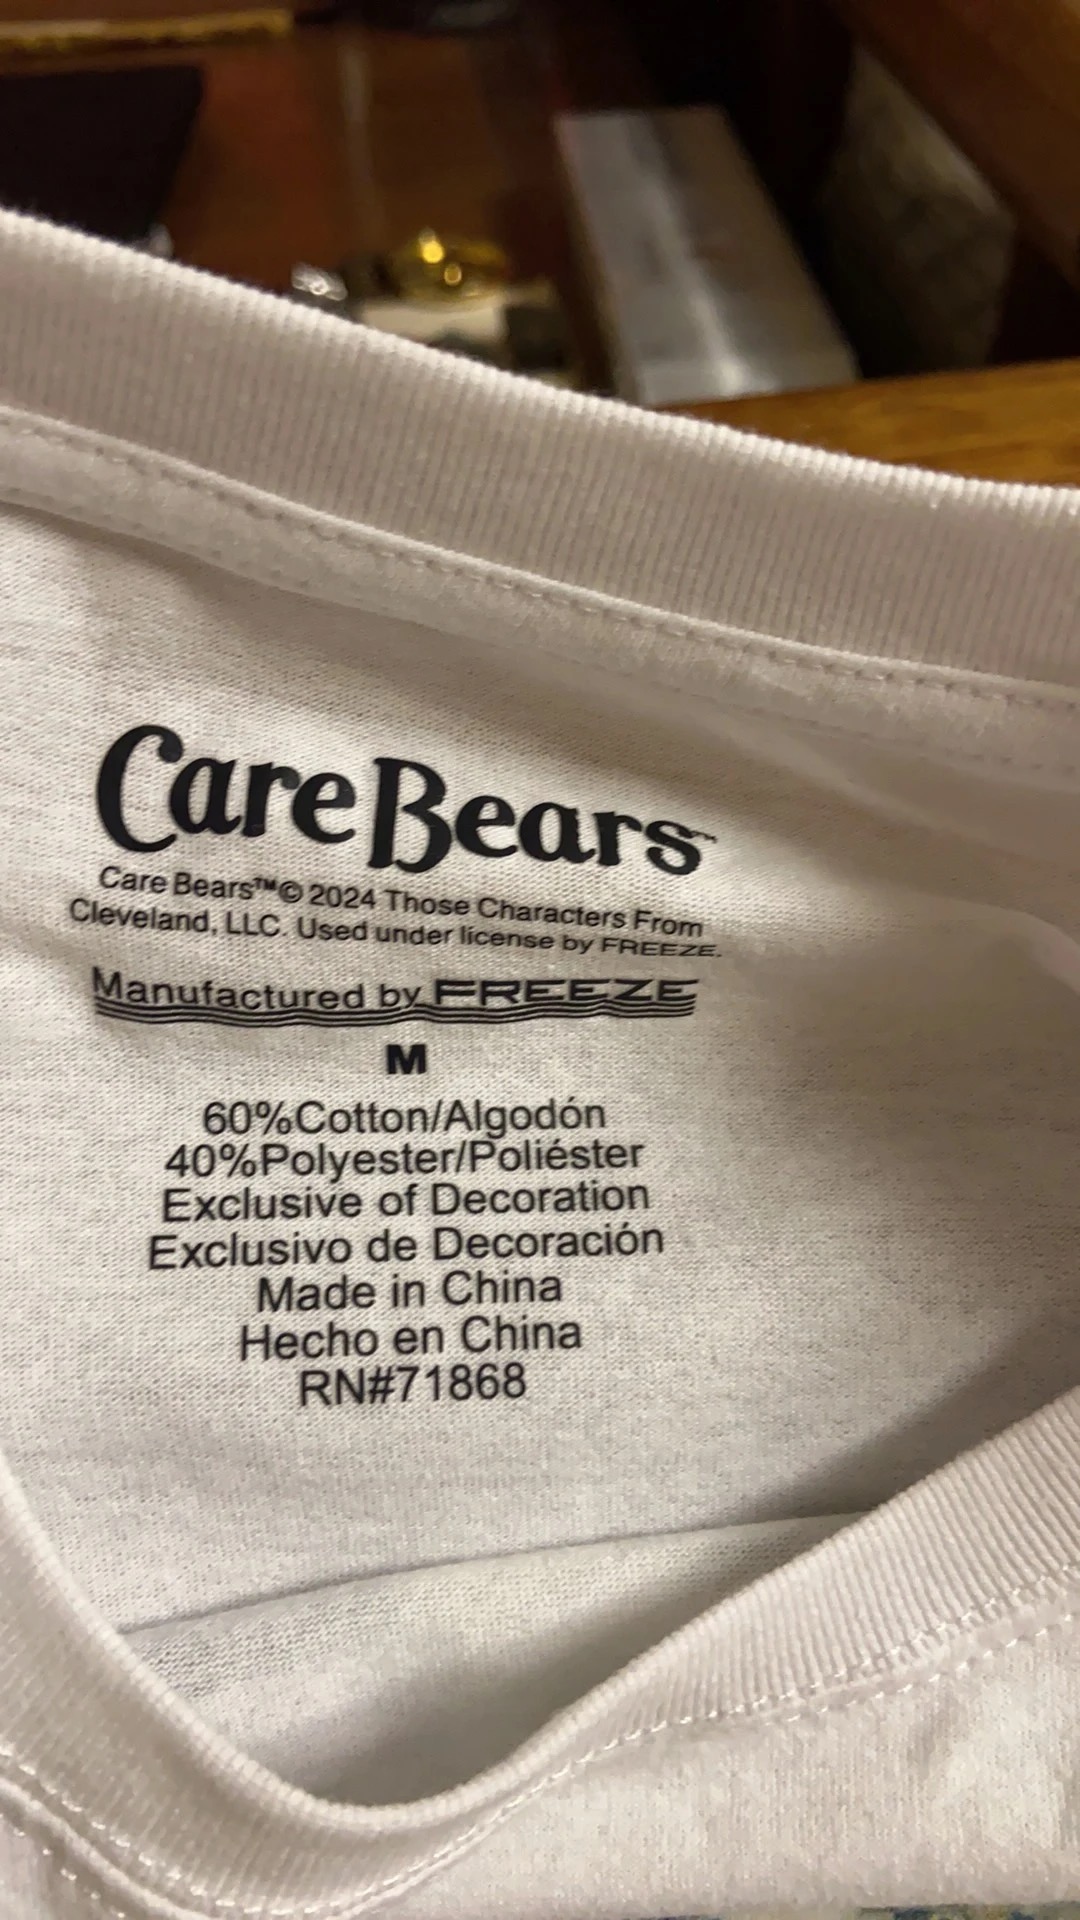 Care Bears™
Care Bears™© 2024 Those Characters From
Cleveland, LLC. Used under license by FREEZE.
Manufactured by FREEZE
M
60%Cotton/Algodón
40%Polyester/Poliéster
Exclusive of Decoration
Exclusivo de Decoración
Made in China
Hecho en China
RN#71868